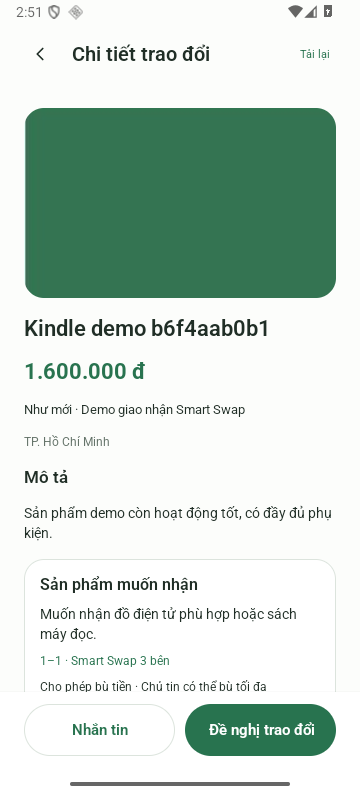 2:51
Chi tiết trao đổi
Tải lại
Kindle demo b6f4aab0b1
1.600.000 đ
Như mới · Demo giao nhận Smart Swap
TP. Hồ Chí Minh
Mô tả
Sản phẩm demo còn hoạt động tốt, có đầy đủ phụ
kiện.
Sản phẩm muốn nhận
Muốn nhận đồ điện tử phù hợp hoặc sách
máy đọc.
1–1 · Smart Swap 3 bên
Cho phép bù tiền · Chủ tin có thể bù tối đa
Nhắn tin
Đề nghị trao đổi